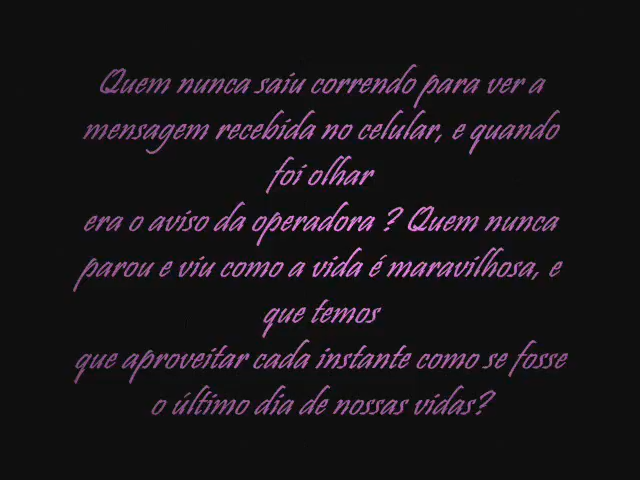 Quem nunca saiu correndo para ver a
mensagem recebida no celular, e quando
foi olhar
era o aviso da operadora ? Quem nunca
parou e viu como a vida é maravilhosa, e
que temos
que aproveitar cada instante como se fosse
o último dia de nossas vidas?